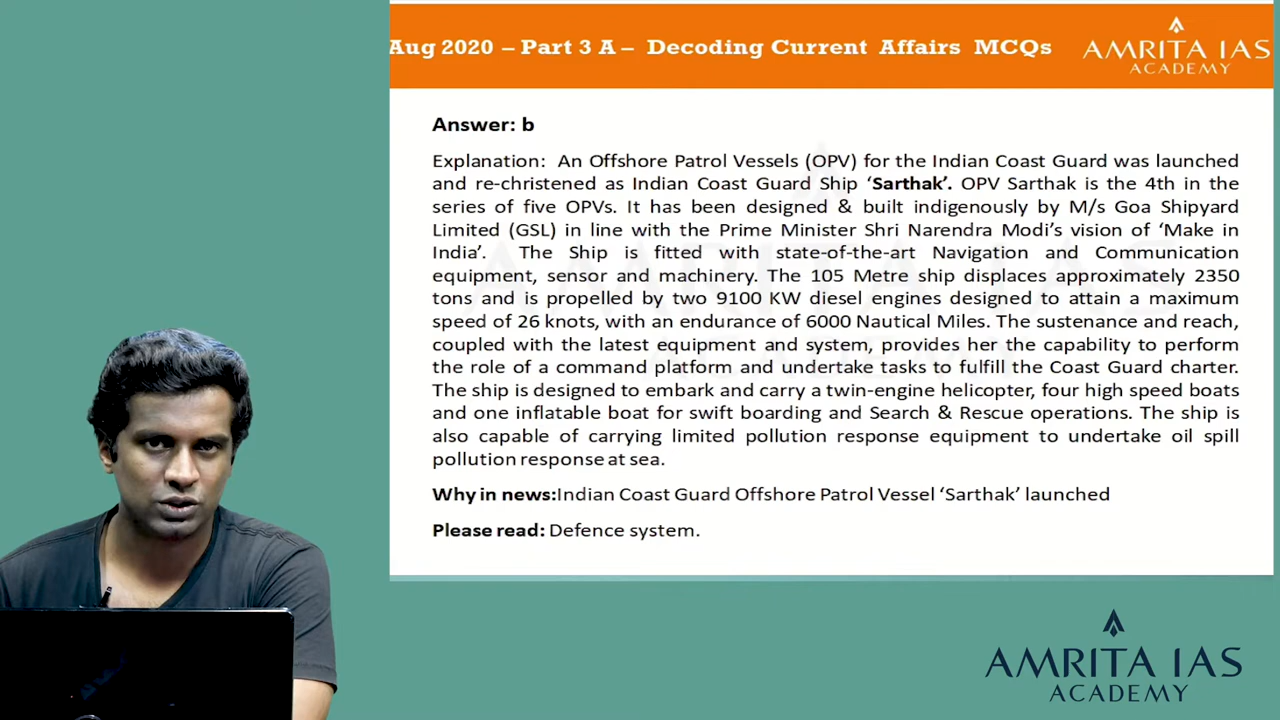 Aug 2020 – Part 3 A – Decoding Current Affairs MCQs
AMRITA IAS
ACADEMY
Answer: b
Explanation: An Offshore Patrol Vessels (OPV) for the Indian Coast Guard was launched
and re-christened as Indian Coast Guard Ship ‘Sarthak’. OPV Sarthak is the 4th in the
series of five OPVs. It has been designed & built indigenously by M/s Goa Shipyard
Limited (GSL) in line with the Prime Minister Shri Narendra Modi’s vision of ‘Make in
India’. The Ship is fitted with state-of-the-art Navigation and Communication
equipment, sensor and machinery. The 105 Metre ship displaces approximately 2350
tons and is propelled by two 9100 KW diesel engines designed to attain a maximum
speed of 26 knots, with an endurance of 6000 Nautical Miles. The sustenance and reach,
coupled with the latest equipment and system, provides her the capability to perform
the role of a command platform and undertake tasks to fulfill the Coast Guard charter.
The ship is designed to embark and carry a twin-engine helicopter, four high speed boats
and one inflatable boat for swift boarding and Search & Rescue operations. The ship is
also capable of carrying limited pollution response equipment to undertake oil spill
pollution response at sea.
Why in news:Indian Coast Guard Offshore Patrol Vessel ‘Sarthak’ launched
Please read: Defence system.
AMRITA IAS
ACADEMY